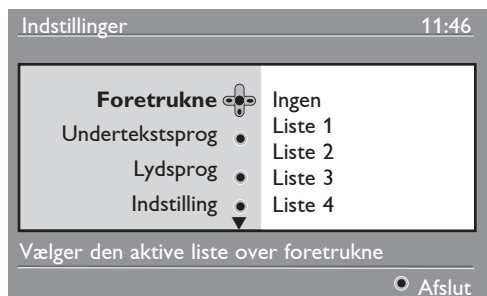 Indstillinger 11:46
Foretrukne Ingen
Undertekstsprog Liste 1
Liste 2
Lydsprog Liste 3
Indstilling Liste 4
Vælger den aktive liste over foretrukne
Afslut